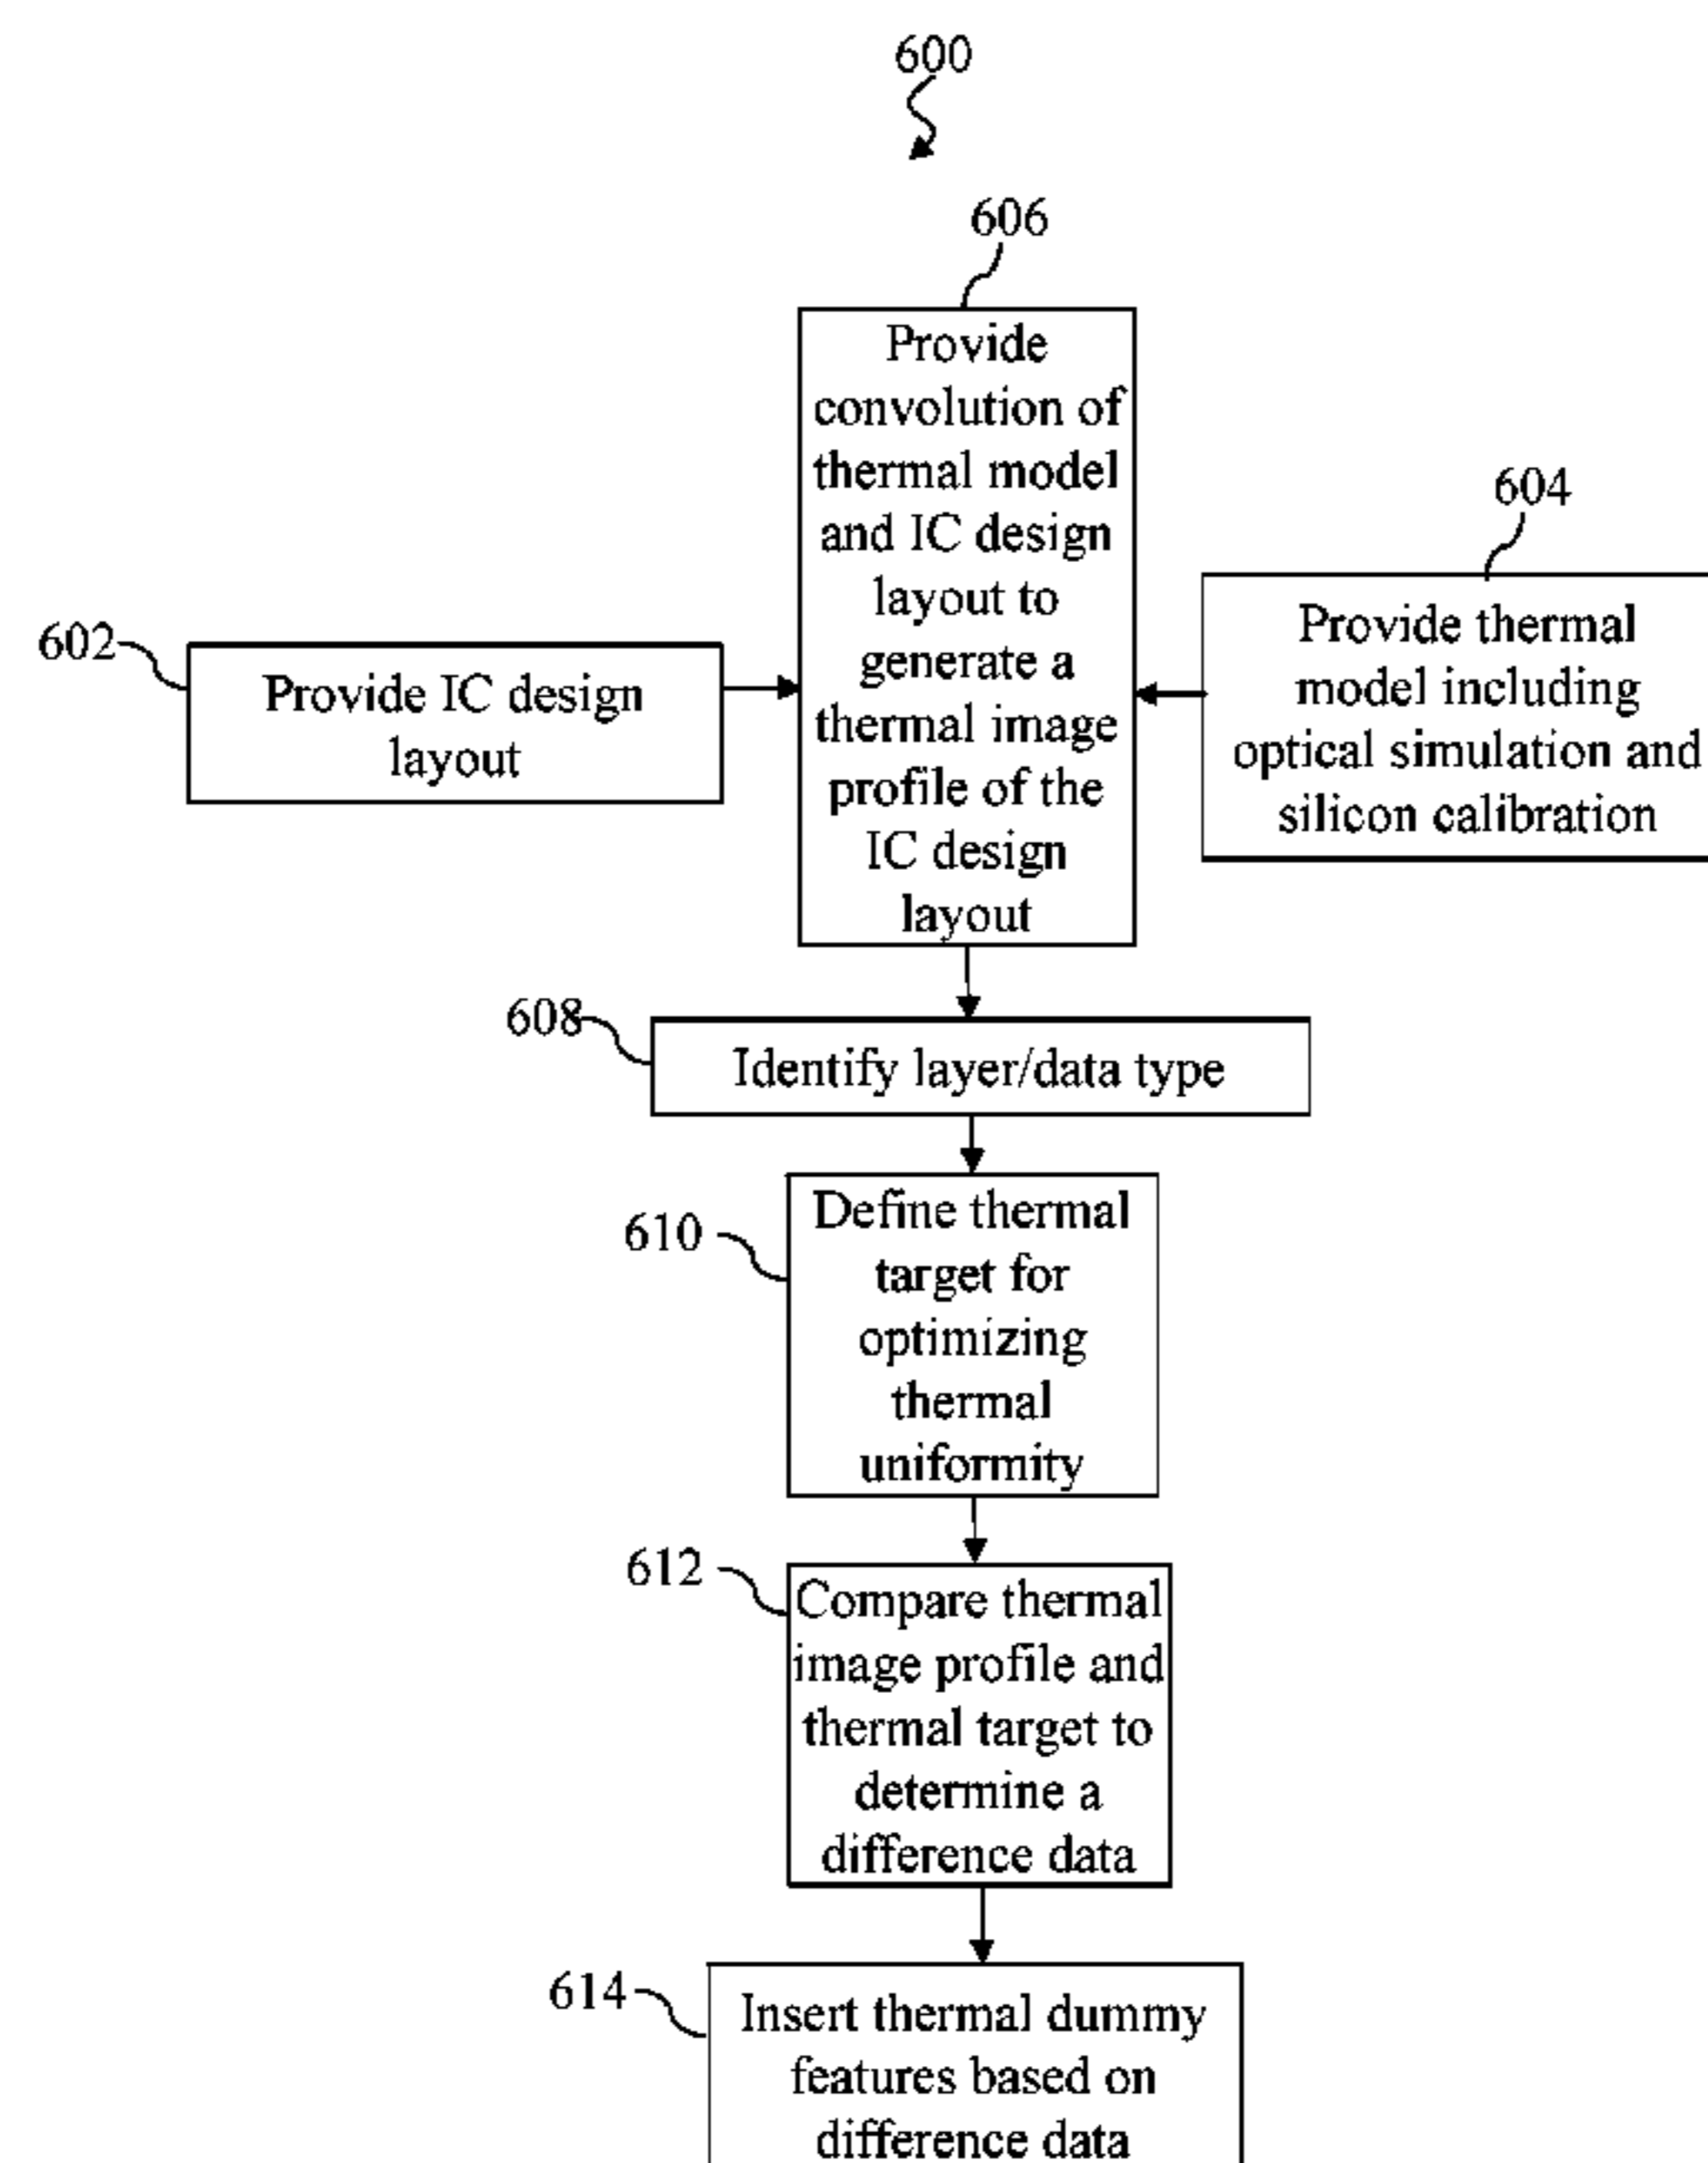 600
606
Provide
convolution of
thermal model
and IC design
layout to
generate a
thermal image
profile of the
IC design
layout
604
Provide thermal
model including
optical simulation and
silicon calibration
602
Provide IC design
layout
608
Identify layer/data type
610
Define thermal
target for
optimizing
thermal
uniformity
612
Compare thermal
image profile and
thermal target to
determine a
difference data
614
Insert thermal dummy
features based on
difference data